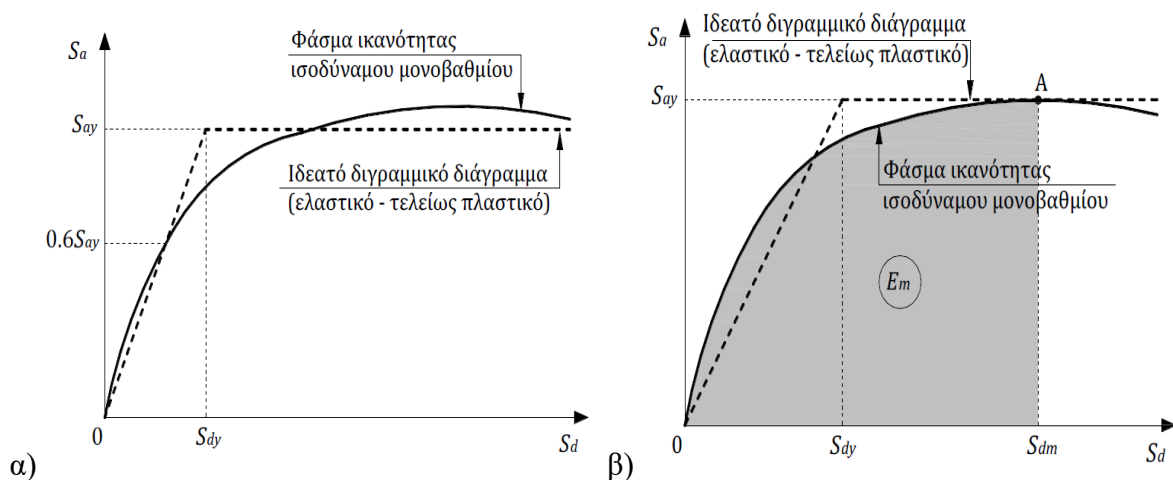 Sa
Φάσμα ικανότητας
ισοδύναμου μονοβαθμίου
Say
Ιδεατό διγραμμικό διάγραμμα
(ελαστικό - τελείως πλαστικό)
0.6Say
0
Sdy
Sd
α)
Ιδεατό διγραμμικό διάγραμμα
(ελαστικό - τελείως πλαστικό)
Sa
A
Say
Φάσμα ικανότητας
ισοδύναμου μονοβαθμίου
Em
0
Sdy
Sdm
Sd
β)